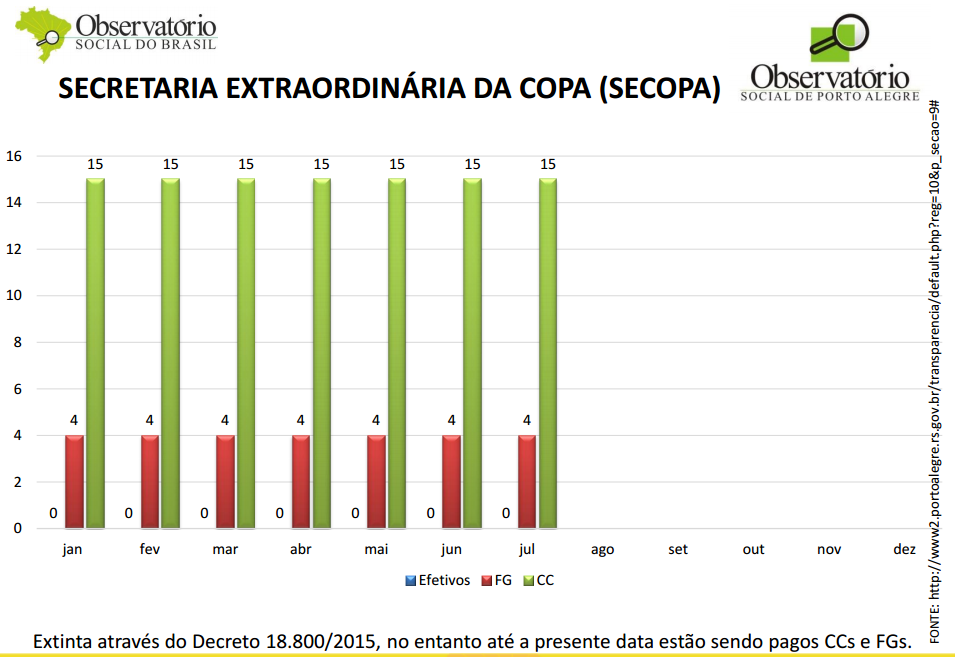 Observatório
SOCIAL DO BRASIL
Observatório
SOCIAL DE PORTO ALEGRE
SECRETARIA EXTRAORDINÁRIA DA COPA (SECOPA)
16
14
12
10
8
6
4
2
0
15 15 15 15 15 15 15
4 4 4 4 4 4 4
0 0 0 0 0 0 0
jan fev mar abr mai jun jul ago set out nov dez
Efetivos FG CC
FONTE: http://www2.portoalegre.rs.gov.br/transparencia/default.php?reg=10&p_secao=9#
Extinta através do Decreto 18.800/2015, no entanto até a presente data estão sendo pagos CCs e FGs.